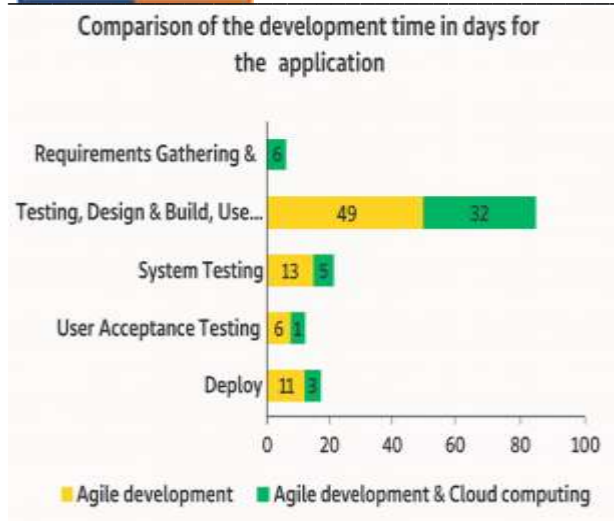 Comparison of the development time in days for
the application
Requirements Gathering & 6
Testing, Design & Build, Use... 49 32
System Testing 13 5
User Acceptance Testing 6 1
Deploy 11 3
0 20 40 60 80 100
Agile development Agile development & Cloud computing